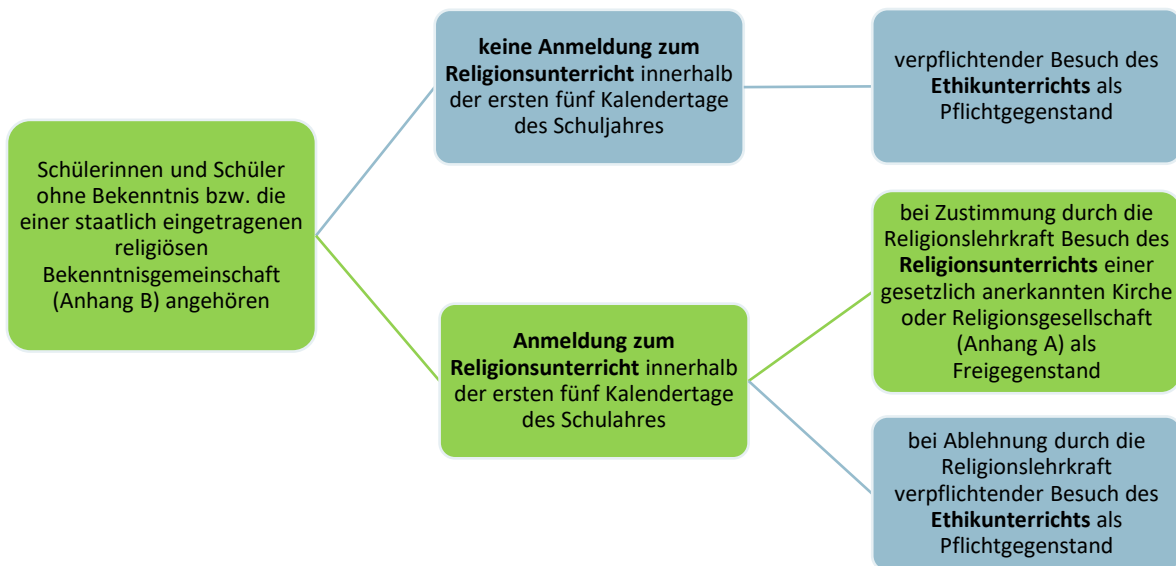 Schülerinnen und Schüler
ohne Bekenntnis bzw. die
einer staatlich eingetragenen
religiösen
Bekenntnisgemeinschaft
(Anhang B) angehören
keine Anmeldung zum
Religionsunterricht innerhalb
der ersten fünf Kalendertage
des Schuljahres
verpflichtender Besuch des
Ethikunterrichts als
Pflichtgegenstand
Anmeldung zum
Religionsunterricht innerhalb
der ersten fünf Kalendertage
des Schulahres
bei Zustimmung durch die
Religionslehrkraft Besuch des
Religionsunterrichts einer
gesetzlich anerkannten Kirche
oder Religionsgesellschaft
(Anhang A) als
Freigegenstand
bei Ablehnung durch die
Religionslehrkraft
verpflichtender Besuch des
Ethikunterrichts als
Pflichtgegenstand